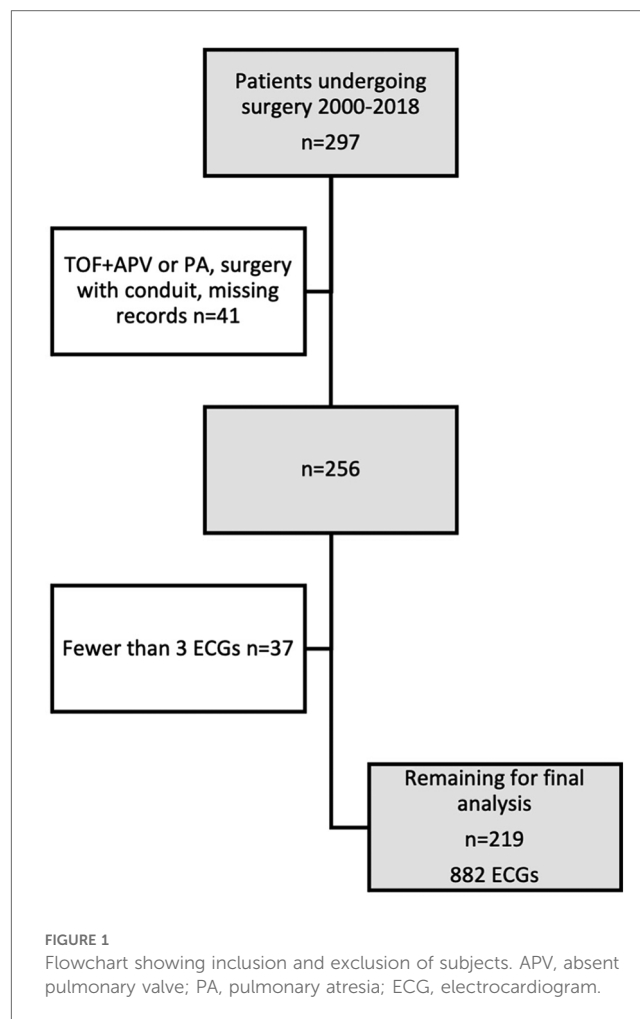 Patients undergoing
surgery 2000-2018
n=297
TOF+APV or PA, surgery
with conduit, missing
records n=41
n=256
Fewer than 3 ECGs n=37
Remaining for final
analysis
n=219
882 ECGs
FIGURE 1
Flowchart showing inclusion and exclusion of subjects. APV, absent
pulmonary valve; PA, pulmonary atresia; ECG, electrocardiogram.